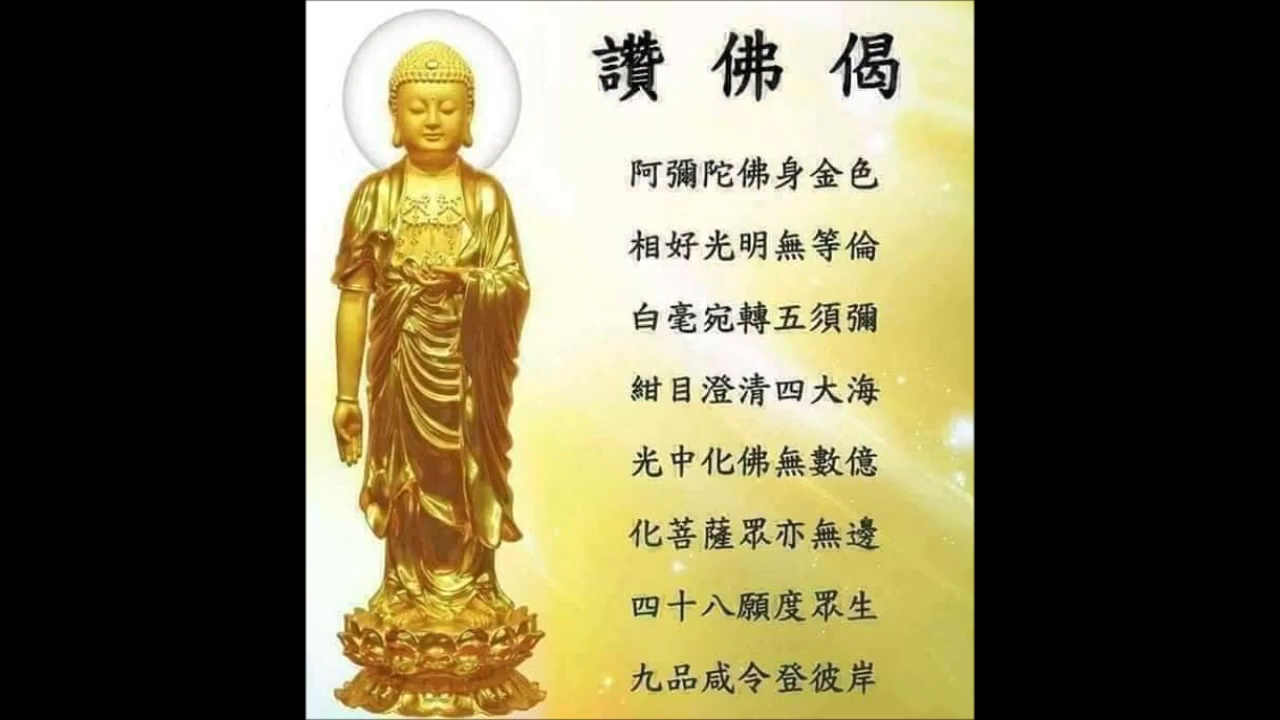 讚佛偈
阿彌陀佛身金色
相好光明無等倫
白毫宛轉五須彌
紺目澄清四大海
光中化佛無數億
化菩薩眾亦無邊
四十八願度眾生
九品咸令登彼岸